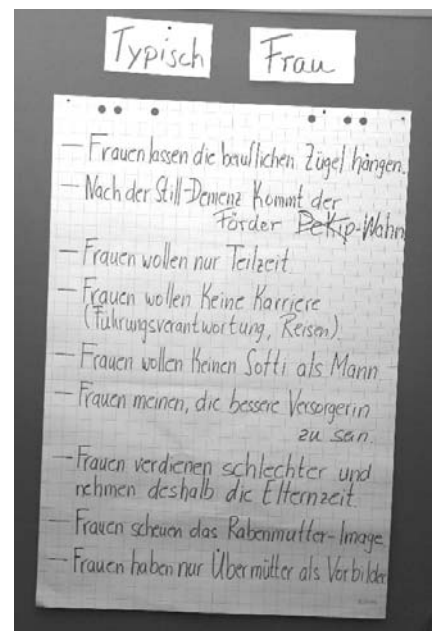 Typisch Frau
– Frauen lassen die beruflichen Zügel hängen.
– Nach der Still-Demenz kommt der
Förder PeKip-Wahn
– Frauen wollen nur Teilzeit
– Frauen wollen Keine Karriere
(Führungsverantwortung, Reisen).
– Frauen wollen Keinen Softi als Mann
– Frauen meinen, die bessere Versorgerin
zu sein.
– Frauen verdienen schlechter und
nehmen deshalb die Elternzeit.
– Frauen scheuen das Rabenmutter-Image
– Frauen haben nur Übermütter als Vorbilder